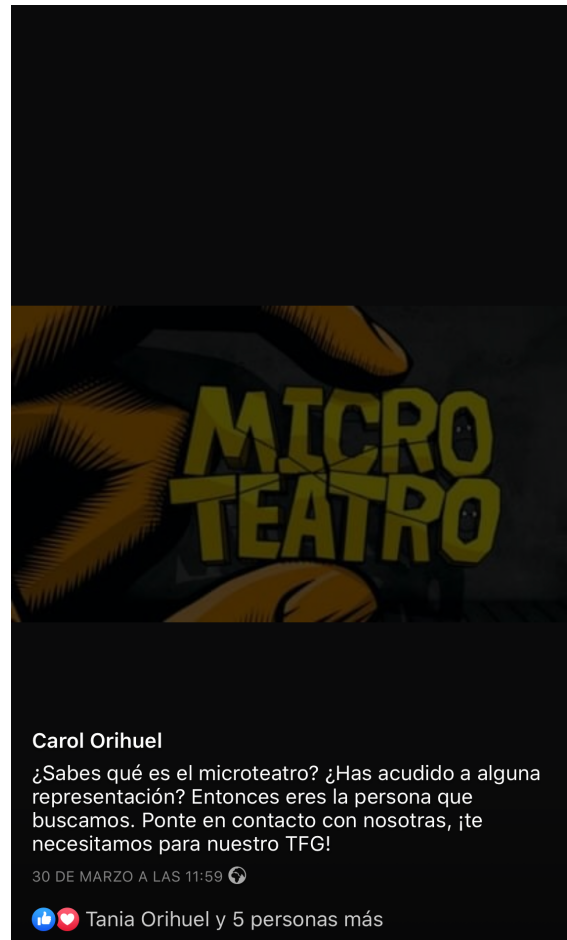 MICRO
TEATRO
Carol Orihuel
¿Sabes qué es el microteatro? ¿Has acudido a alguna
representación? Entonces eres la persona que
buscamos. Ponte en contacto con nosotras, ¡te
necesitamos para nuestro TFG!
30 DE MARZO A LAS 11:59
Tania Orihuel y 5 personas más